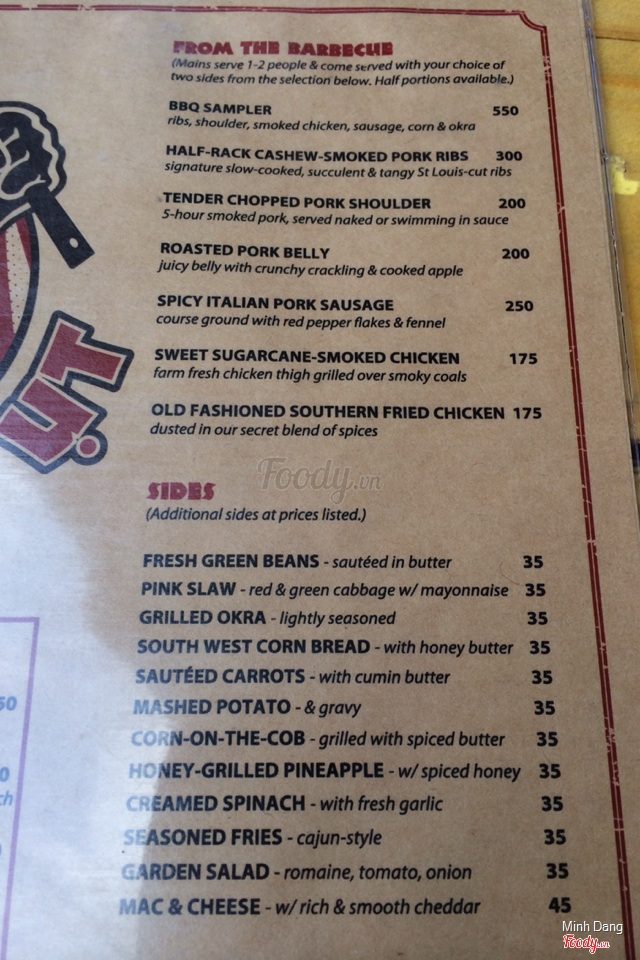 FROM THE BARBECUE
(Mains serve 1-2 people & come served with your choice of
two sides from the selection below. Half portions available.)
BBQ SAMPLER 550
ribs, shoulder, smoked chicken, sausage, corn & okra
HALF-RACK CASHEW-SMOKED PORK RIBS 300
signature slow-cooked, succulent & tangy St Louis-cut ribs
TENDER CHOPPED PORK SHOULDER 200
5-hour smoked pork, served naked or swimming in sauce
ROASTED PORK BELLY 200
juicy belly with crunchy crackling & cooked apple
SPICY ITALIAN PORK SAUSAGE 250
course ground with red pepper flakes & fennel
SWEET SUGARCANE-SMOKED CHICKEN 175
farm fresh chicken thigh grilled over smoky coals
OLD FASHIONED SOUTHERN FRIED CHICKEN 175
dusted in our secret blend of spices
Foody.vn
SIDES
(Additional sides at prices listed.)
FRESH GREEN BEANS - sautéed in butter 35
PINK SLAW - red & green cabbage w/ mayonnaise 35
GRILLED OKRA - lightly seasoned 35
SOUTH WEST CORN BREAD - with honey butter 35
SAUTÉED CARROTS - with cumin butter 35
MASHED POTATO - & gravy 35
CORN-ON-THE-COB - grilled with spiced butter 35
HONEY-GRILLED PINEAPPLE - w/ spiced honey 35
CREAMED SPINACH - with fresh garlic 35
SEASONED FRIES - cajun-style 35
GARDEN SALAD - romaine, tomato, onion 35
MAC & CHEESE - w/ rich & smooth cheddar 45
Minh Dang
Foody.vn